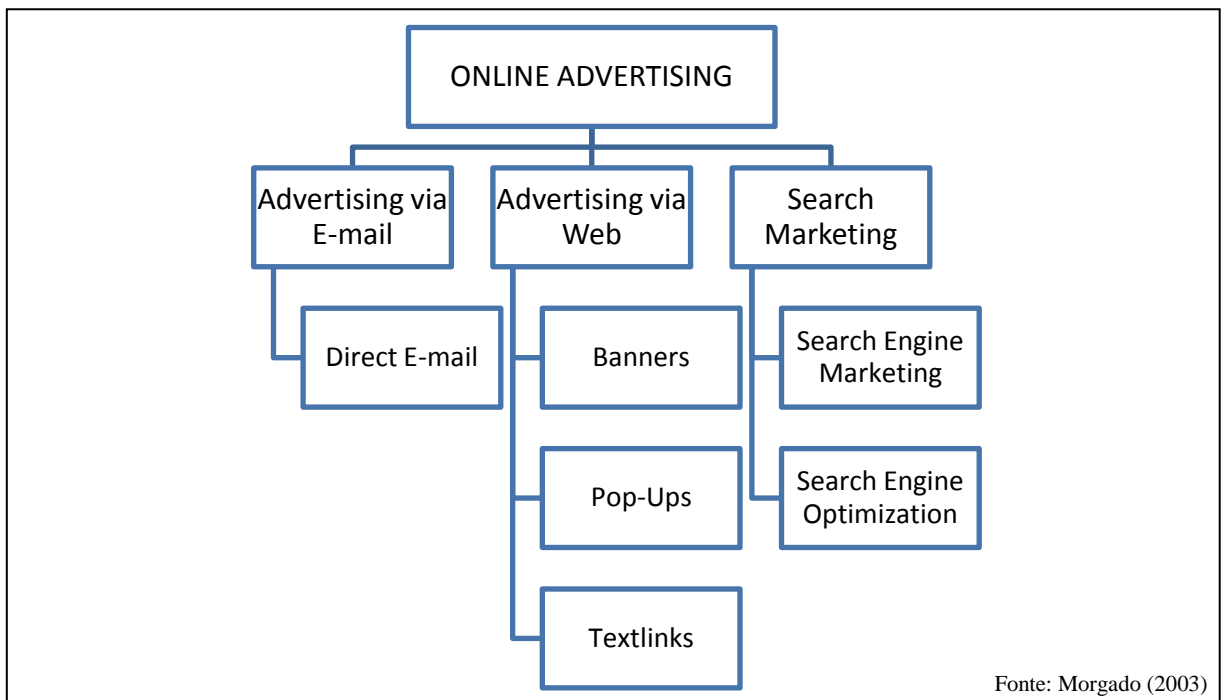 ONLINE ADVERTISING
Advertising via
E-mail
Direct E-mail
Advertising via
Web
Banners
Pop-Ups
Textlinks
Search
Marketing
Search Engine
Marketing
Search Engine
Optimization
Fonte: Morgado (2003)